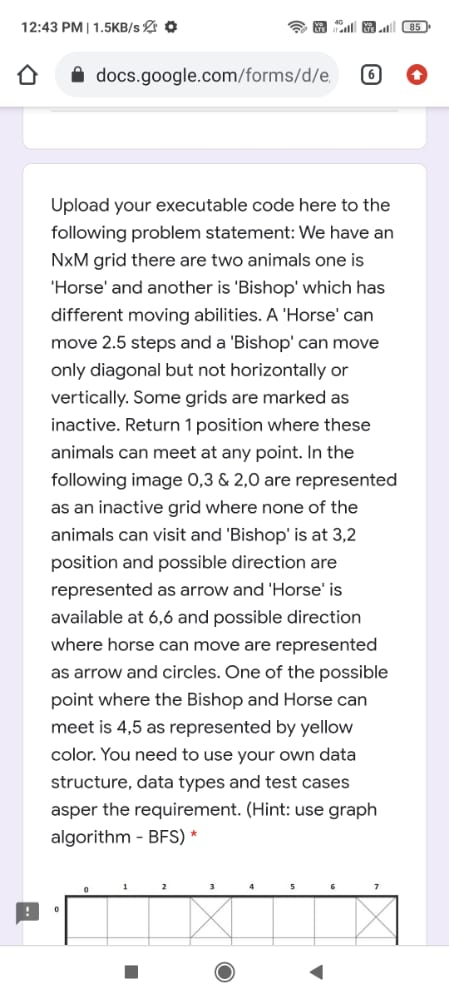 12:43 PM | 1.5KB/s
4G
85
docs.google.com/forms/d/e
6
Upload your executable code here to the
following problem statement: We have an
NxM grid there are two animals one is
'Horse' and another is 'Bishop' which has
different moving abilities. A 'Horse' can
move 2.5 steps and a 'Bishop' can move
only diagonal but not horizontally or
vertically. Some grids are marked as
inactive. Return 1 position where these
animals can meet at any point. In the
following image 0,3 & 2,0 are represented
as an inactive grid where none of the
animals can visit and 'Bishop' is at 3,2
position and possible direction are
represented as arrow and 'Horse' is
available at 6,6 and possible direction
where horse can move are represented
as arrow and circles. One of the possible
point where the Bishop and Horse can
meet is 4,5 as represented by yellow
color. You need to use your own data
structure, data types and test cases
asper the requirement. (Hint: use graph
algorithm - BFS) *
0 1 2 3 4 5 6 7
0